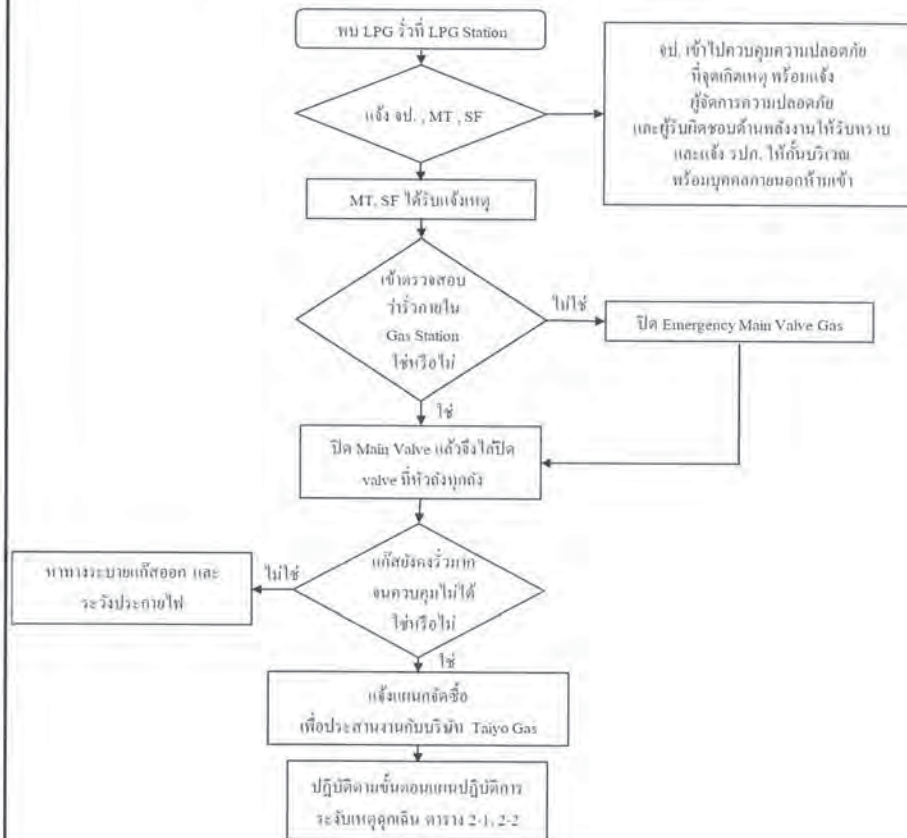 พบ LPG รั่วที่ LPG Station
แจ้ง จป. , MT , SF
จป. เข้าไปควบคุมความปลอดภัย
ที่จุดเกิดเหตุ พร้อมแจ้ง
ผู้จัดการความปลอดภัย
และผู้รับผิดชอบด้านพลังงานให้รับทราบ
และแจ้ง รปภ. ให้กั้นบริเวณ
พร้อมบุคคลภายนอกห้ามเข้า
MT, SF ได้รับแจ้งเหตุ
เข้าตรวจสอบ
ว่ารั่วภายใน
Gas Station
ใช่หรือไม่
ไม่ใช่
ปิด Emergency Main Valve Gas
ใช่
ปิด Main Valve แล้วจึงไล่ปิด
valve ที่หัวถังทุกถัง
แก๊สยังคงรั่วมาก
จนควบคุมไม่ได้
ใช่หรือไม่
ไม่ใช่
หาทางระบายแก๊สออก และ
ระวังประกายไฟ
ใช่
แจ้งแผนกจัดซื้อ
เพื่อประสานงานกับบริษัท Taiyo Gas
ปฏิบัติตามขั้นตอนแผนปฏิบัติการ
ระงับเหตุฉุกเฉิน ตาราง 2-1, 2-2